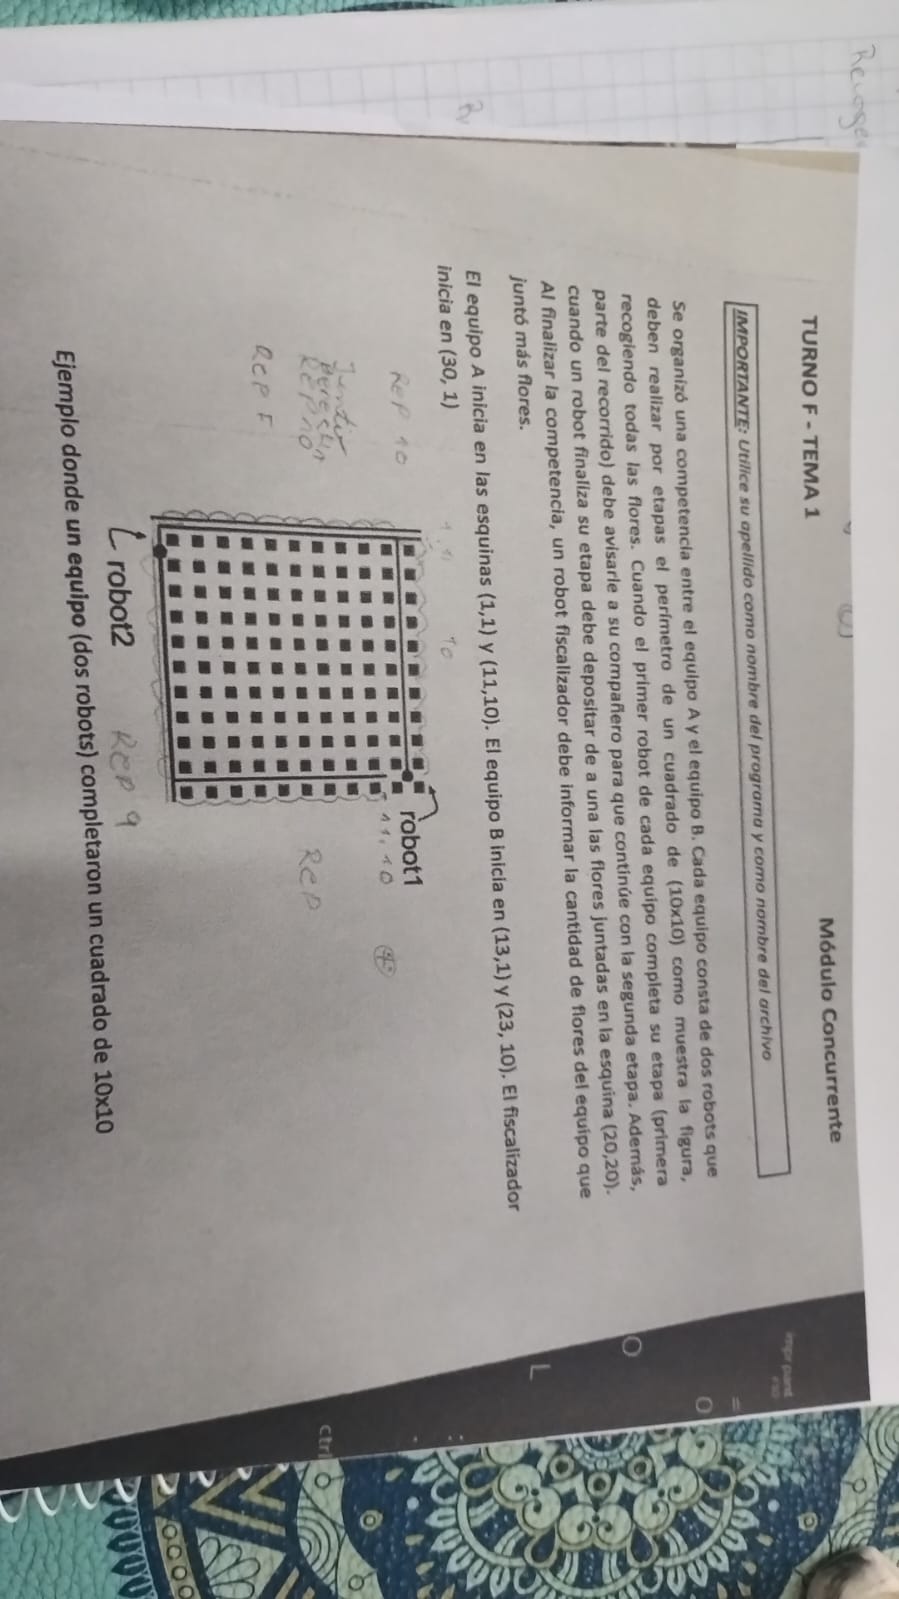 Recoger
TURNO F - TEMA 1
Módulo Concurrente
IMPORTANTE: Utilice su apellido como nombre del programa y como nombre del archivo
Se organizó una competencia entre el equipo A y el equipo B. Cada equipo consta de dos robots que
deben realizar por etapas el perímetro de un cuadrado de (10x10) como muestra la figura,
recogiendo todas las flores. Cuando el primer robot de cada equipo completa su etapa (primera
parte del recorrido) debe avisarle a su compañero para que continúe con la segunda etapa. Además,
cuando un robot finaliza su etapa debe depositar de a una las flores juntadas en la esquina (20,20).
Al finalizar la competencia, un robot fiscalizador debe informar la cantidad de flores del equipo que
juntó más flores.
El equipo A inicia en las esquinas (1,1) y (11,10). El equipo B inicia en (13,1) y (23, 10). El fiscalizador
inicia en (30, 1)
10
REP 10
robot1
11, 10
REP 10
REP
REP F
robot2
REP 9
Ejemplo donde un equipo (dos robots) completaron un cuadrado de 10x10
impr pant
=
0
O
L
ctrl